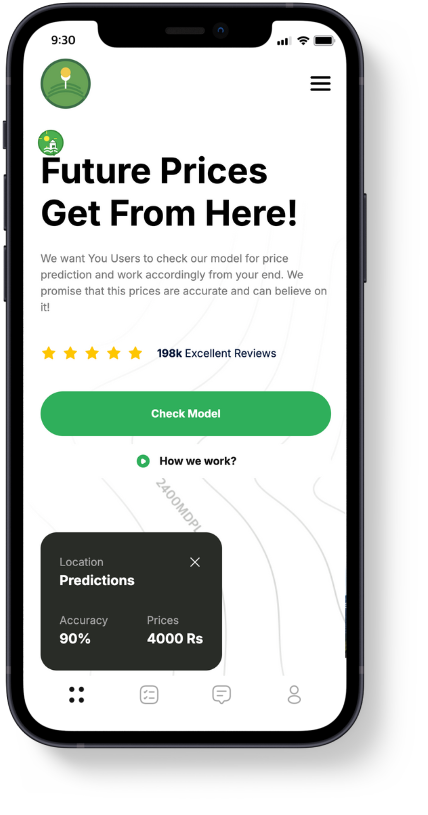 9:30
Future Prices
Get From Here!
We want You Users to check our model for price
prediction and work accordingly from your end. We
promise that this prices are accurate and can believe on
it!
198k Excellent Reviews
Check Model
How we work?
2400MDPL
Location
Predictions
Accuracy Prices
90% 4000 Rs